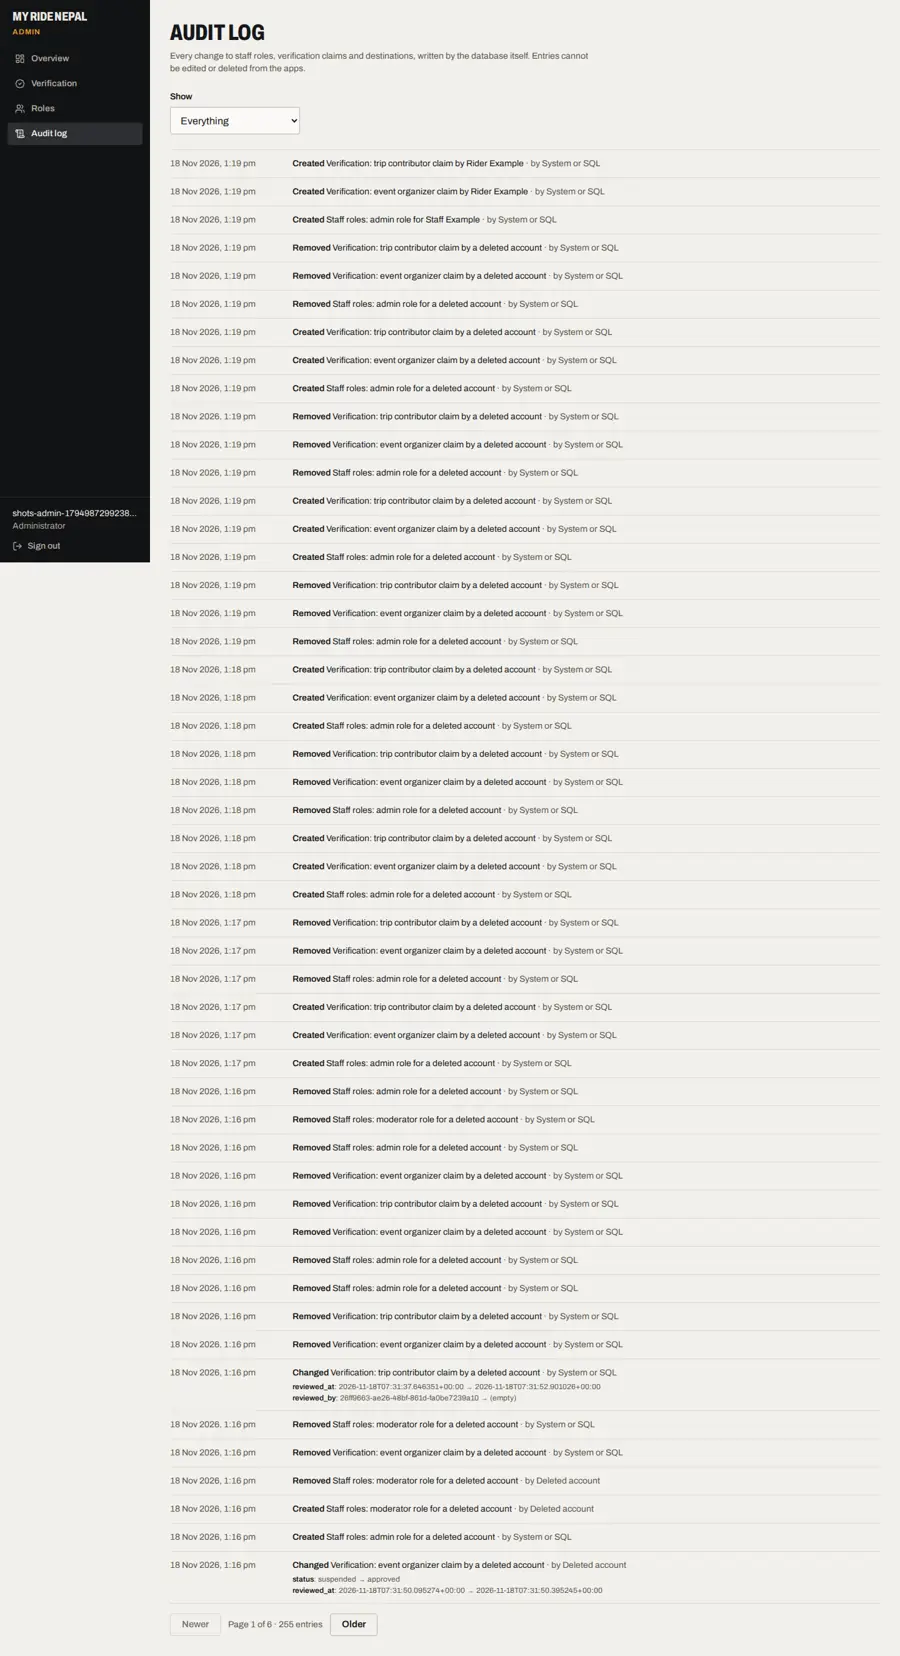 MY RIDE NEPAL
ADMIN
Overview
Verification
Roles
Audit log
shots-admin-1794987299238...
Administrator
Sign out
AUDIT LOG
Every change to staff roles, verification claims and destinations, written by the database itself. Entries cannot
be edited or deleted from the apps.
Show
Everything
18 Nov 2026, 1:19 pm Created Verification: trip contributor claim by Rider Example · by System or SQL
18 Nov 2026, 1:19 pm Created Verification: event organizer claim by Rider Example · by System or SQL
18 Nov 2026, 1:19 pm Created Staff roles: admin role for Staff Example · by System or SQL
18 Nov 2026, 1:19 pm Removed Verification: trip contributor claim by a deleted account · by System or SQL
18 Nov 2026, 1:19 pm Removed Verification: event organizer claim by a deleted account · by System or SQL
18 Nov 2026, 1:19 pm Removed Staff roles: admin role for a deleted account · by System or SQL
18 Nov 2026, 1:19 pm Created Verification: trip contributor claim by a deleted account · by System or SQL
18 Nov 2026, 1:19 pm Created Verification: event organizer claim by a deleted account · by System or SQL
18 Nov 2026, 1:19 pm Created Staff roles: admin role for a deleted account · by System or SQL
18 Nov 2026, 1:19 pm Removed Verification: trip contributor claim by a deleted account · by System or SQL
18 Nov 2026, 1:19 pm Removed Verification: event organizer claim by a deleted account · by System or SQL
18 Nov 2026, 1:19 pm Removed Staff roles: admin role for a deleted account · by System or SQL
18 Nov 2026, 1:19 pm Created Verification: trip contributor claim by a deleted account · by System or SQL
18 Nov 2026, 1:19 pm Created Verification: event organizer claim by a deleted account · by System or SQL
18 Nov 2026, 1:19 pm Created Staff roles: admin role for a deleted account · by System or SQL
18 Nov 2026, 1:19 pm Removed Verification: trip contributor claim by a deleted account · by System or SQL
18 Nov 2026, 1:19 pm Removed Verification: event organizer claim by a deleted account · by System or SQL
18 Nov 2026, 1:19 pm Removed Staff roles: admin role for a deleted account · by System or SQL
18 Nov 2026, 1:18 pm Created Verification: trip contributor claim by a deleted account · by System or SQL
18 Nov 2026, 1:18 pm Created Verification: event organizer claim by a deleted account · by System or SQL
18 Nov 2026, 1:18 pm Created Staff roles: admin role for a deleted account · by System or SQL
18 Nov 2026, 1:18 pm Removed Verification: trip contributor claim by a deleted account · by System or SQL
18 Nov 2026, 1:18 pm Removed Verification: event organizer claim by a deleted account · by System or SQL
18 Nov 2026, 1:18 pm Removed Staff roles: admin role for a deleted account · by System or SQL
18 Nov 2026, 1:18 pm Created Verification: trip contributor claim by a deleted account · by System or SQL
18 Nov 2026, 1:18 pm Created Verification: event organizer claim by a deleted account · by System or SQL
18 Nov 2026, 1:18 pm Created Staff roles: admin role for a deleted account · by System or SQL
18 Nov 2026, 1:17 pm Removed Verification: trip contributor claim by a deleted account · by System or SQL
18 Nov 2026, 1:17 pm Removed Verification: event organizer claim by a deleted account · by System or SQL
18 Nov 2026, 1:17 pm Removed Staff roles: admin role for a deleted account · by System or SQL
18 Nov 2026, 1:17 pm Created Verification: trip contributor claim by a deleted account · by System or SQL
18 Nov 2026, 1:17 pm Created Verification: event organizer claim by a deleted account · by System or SQL
18 Nov 2026, 1:17 pm Created Staff roles: admin role for a deleted account · by System or SQL
18 Nov 2026, 1:16 pm Removed Staff roles: admin role for a deleted account · by System or SQL
18 Nov 2026, 1:16 pm Removed Staff roles: moderator role for a deleted account · by System or SQL
18 Nov 2026, 1:16 pm Removed Staff roles: admin role for a deleted account · by System or SQL
18 Nov 2026, 1:16 pm Removed Verification: event organizer claim by a deleted account · by System or SQL
18 Nov 2026, 1:16 pm Removed Verification: trip contributor claim by a deleted account · by System or SQL
18 Nov 2026, 1:16 pm Removed Verification: event organizer claim by a deleted account · by System or SQL
18 Nov 2026, 1:16 pm Removed Staff roles: admin role for a deleted account · by System or SQL
18 Nov 2026, 1:16 pm Removed Staff roles: admin role for a deleted account · by System or SQL
18 Nov 2026, 1:16 pm Removed Verification: trip contributor claim by a deleted account · by System or SQL
18 Nov 2026, 1:16 pm Removed Verification: event organizer claim by a deleted account · by System or SQL
18 Nov 2026, 1:16 pm Changed Verification: trip contributor claim by a deleted account · by System or SQL
reviewed_at: 2026-11-18T07:31:37.646351+00:00 → 2026-11-18T07:31:52.901026+00:00
reviewed_by: 26ff9663-ae26-48bf-861d-fa0be7239a10 → (empty)
18 Nov 2026, 1:16 pm Removed Staff roles: moderator role for a deleted account · by System or SQL
18 Nov 2026, 1:16 pm Removed Verification: event organizer claim by a deleted account · by System or SQL
18 Nov 2026, 1:16 pm Removed Staff roles: moderator role for a deleted account · by Deleted account
18 Nov 2026, 1:16 pm Created Staff roles: moderator role for a deleted account · by Deleted account
18 Nov 2026, 1:16 pm Created Staff roles: admin role for a deleted account · by System or SQL
18 Nov 2026, 1:16 pm Changed Verification: event organizer claim by a deleted account · by Deleted account
status: suspended → approved
reviewed_at: 2026-11-18T07:31:50.095274+00:00 → 2026-11-18T07:31:50.395245+00:00
Newer Page 1 of 6 · 255 entries Older